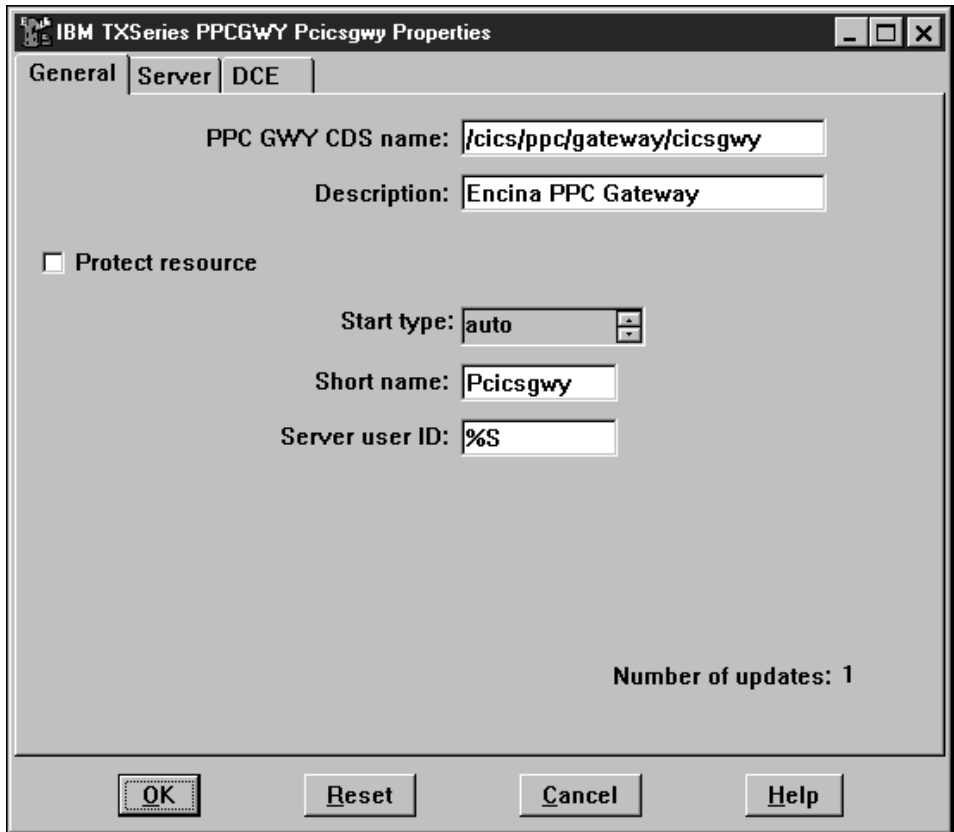 IBM TXSeries PPCGWY Pcicsgwy Properties
General Server DCE
PPC GWY CDS name: /cics/ppc/gateway/cicsgwy
Description: Encina PPC Gateway
Protect resource
Start type: auto
Short name: Pcicsgwy
Server user ID: %S
Number of updates: 1
OK Reset Cancel Help